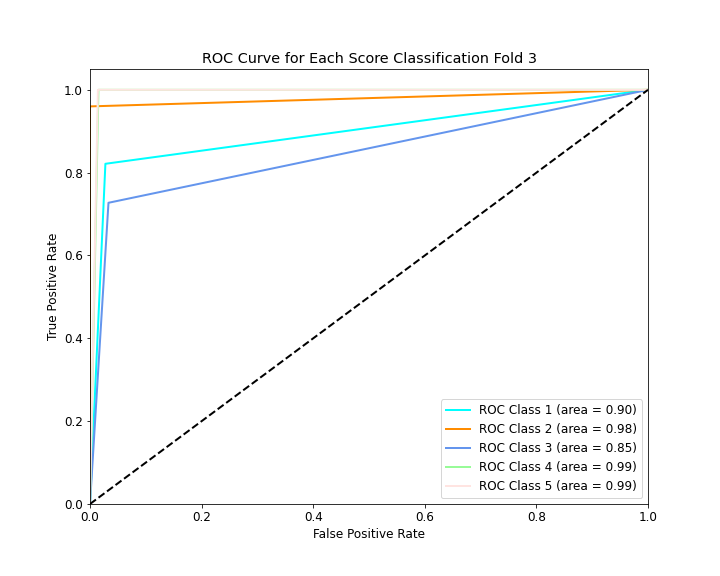 ROC Curve for Each Score Classification Fold 3
True Positive Rate
1.0
0.8
0.6
0.4
0.2
0.0
ROC Class 1 (area = 0.90)
ROC Class 2 (area = 0.98)
ROC Class 3 (area = 0.85)
ROC Class 4 (area = 0.99)
ROC Class 5 (area = 0.99)
0.0 0.2 0.4 0.6 0.8 1.0
False Positive Rate